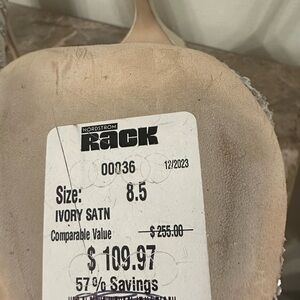 NORDSTROM
RACK
00036 12/2023
Size: 8.5
IVORY SATN
Comparable Value $ 255.00
$ 109.97
57% Savings